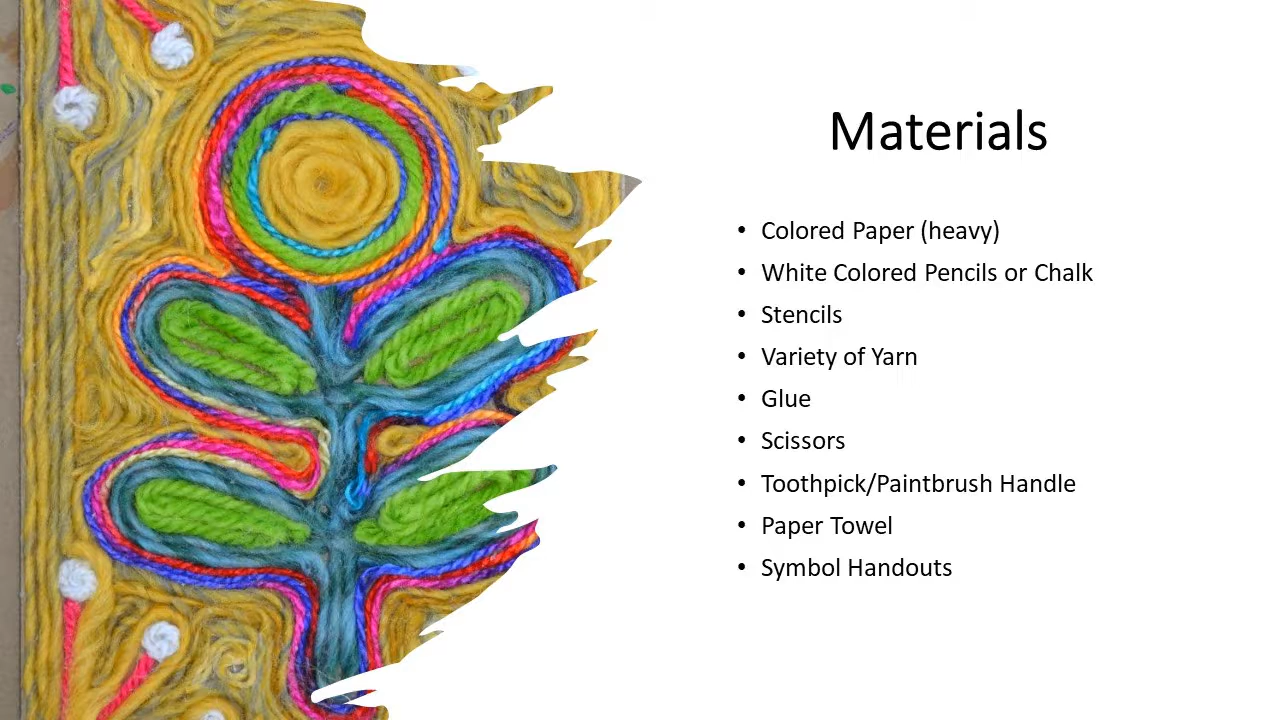 Materials
• Colored Paper (heavy)
• White Colored Pencils or Chalk
• Stencils
• Variety of Yarn
• Glue
• Scissors
• Toothpick/Paintbrush Handle
• Paper Towel
• Symbol Handouts